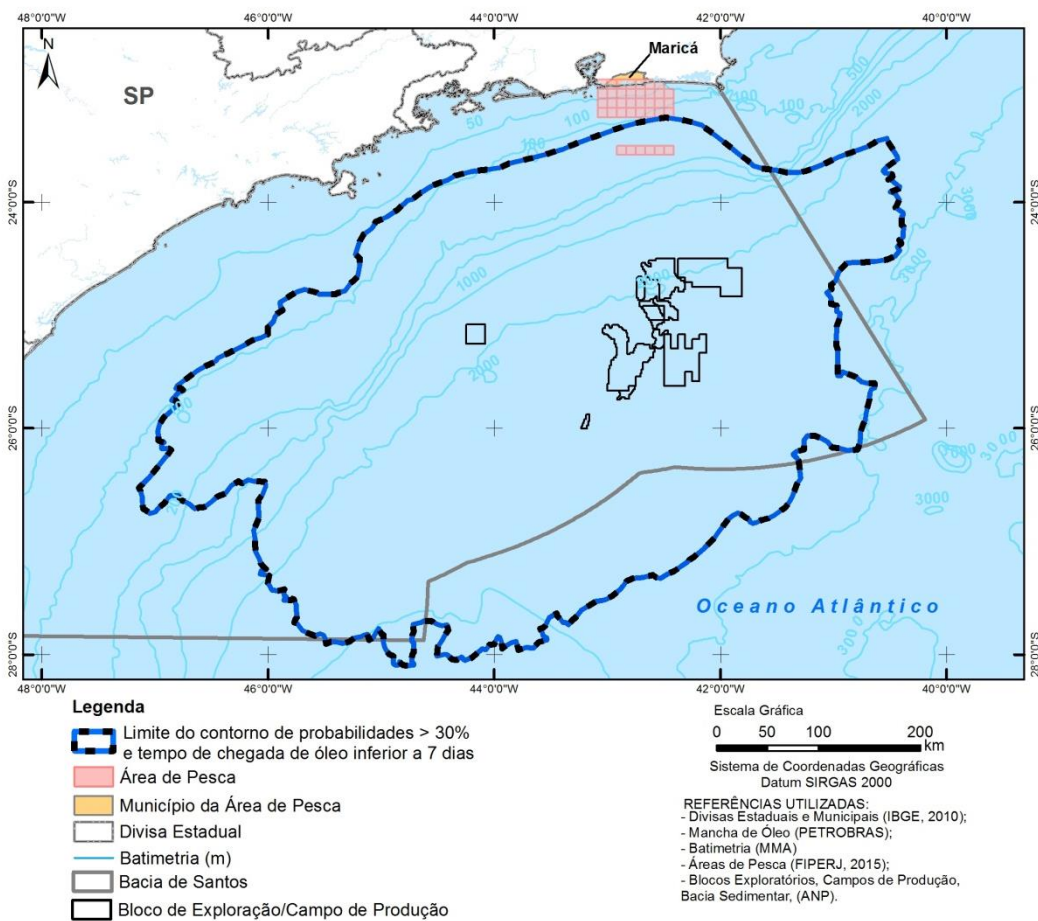 48°0'0"W
46°0'0"W
44°0'0"W
42°0'0"W
40°0'0"W
N
SP
Maricá
50
100
100
100
100
500
2000
3000
1000
2000
3000
3000
3000
24°0'0"S
24°0'0"S
26°0'0"S
26°0'0"S
28°0'0"S
28°0'0"S
Oceano Atlântico
48°0'0"W
46°0'0"W
44°0'0"W
42°0'0"W
40°0'0"W
Legenda
Limite do contorno de probabilidades > 30%
e tempo de chegada de óleo inferior a 7 dias
Área de Pesca
Município da Área de Pesca
Divisa Estadual
Batimetria (m)
Bacia de Santos
Bloco de Exploração/Campo de Produção
Escala Gráfica
0 50 100 200
km
Sistema de Coordenadas Geográficas
Datum SIRGAS 2000
REFERÊNCIAS UTILIZADAS:
- Divisas Estaduais e Municipais (IBGE, 2010);
- Mancha de Óleo (PETROBRAS);
- Batimetria (MMA)
- Áreas de Pesca (FIPERJ, 2015);
- Blocos Exploratórios, Campos de Produção,
Bacia Sedimentar, (ANP).